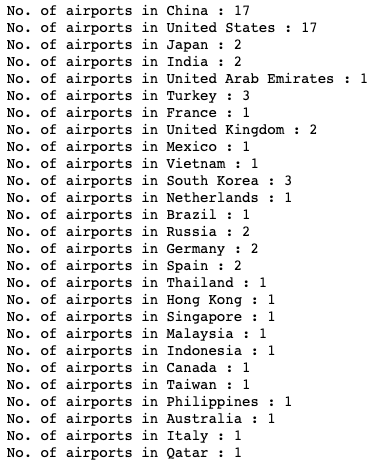 No. of airports in China : 17
No. of airports in United States : 17
No. of airports in Japan : 2
No. of airports in India : 2
No. of airports in United Arab Emirates : 1
No. of airports in Turkey : 3
No. of airports in France : 1
No. of airports in United Kingdom : 2
No. of airports in Mexico : 1
No. of airports in Vietnam : 1
No. of airports in South Korea : 3
No. of airports in Netherlands : 1
No. of airports in Brazil : 1
No. of airports in Russia : 2
No. of airports in Germany : 2
No. of airports in Spain : 2
No. of airports in Thailand : 1
No. of airports in Hong Kong : 1
No. of airports in Singapore : 1
No. of airports in Malaysia : 1
No. of airports in Indonesia : 1
No. of airports in Canada : 1
No. of airports in Taiwan : 1
No. of airports in Philippines : 1
No. of airports in Australia : 1
No. of airports in Italy : 1
No. of airports in Qatar : 1